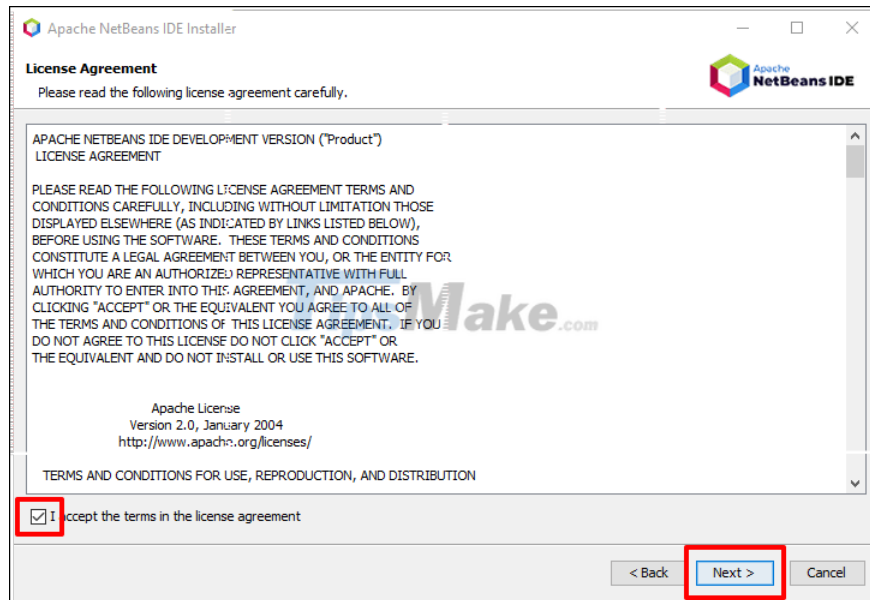 Apache NetBeans IDE Installer
License Agreement
Please read the following license agreement carefully.
Apache
NetBeans IDE
APACHE NETBEANS IDE DEVELOPMENT VERSION ("Product")
LICENSE AGREEMENT
PLEASE READ THE FOLLOWING LICENSE AGREEMENT TERMS AND
CONDITIONS CAREFULLY, INCLUDING WITHOUT LIMITATION THOSE
DISPLAYED ELSEWHERE (AS INDICATED BY LINKS LISTED BELOW),
BEFORE USING THE SOFTWARE. THESE TERMS AND CONDITIONS
CONSTITUTE A LEGAL AGREEMENT BETWEEN YOU, OR THE ENTITY FOR
WHICH YOU ARE AN AUTHORIZED REPRESENTATIVE WITH FULL
AUTHORITY TO ENTER INTO THIS AGREEMENT, AND APACHE. BY
CLICKING "ACCEPT" OR THE EQUIVALENT YOU AGREE TO ALL OF
THE TERMS AND CONDITIONS OF THIS LICENSE AGREEMENT. IF YOU
DO NOT AGREE TO THIS LICENSE DO NOT CLICK "ACCEPT" OR
THE EQUIVALENT AND DO NOT INSTALL OR USE THIS SOFTWARE.
TipsMake.com
Apache License
Version 2.0, January 2004
http://www.apache.org/licenses/
TERMS AND CONDITIONS FOR USE, REPRODUCTION, AND DISTRIBUTION
I accept the terms in the license agreement
< Back
Next >
Cancel